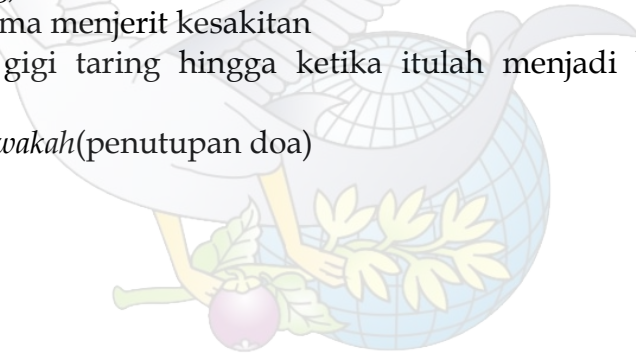 ma menjerit kesakitan
gigi taring hingga ketika itulah menjadi
wakah(penutupan doa)